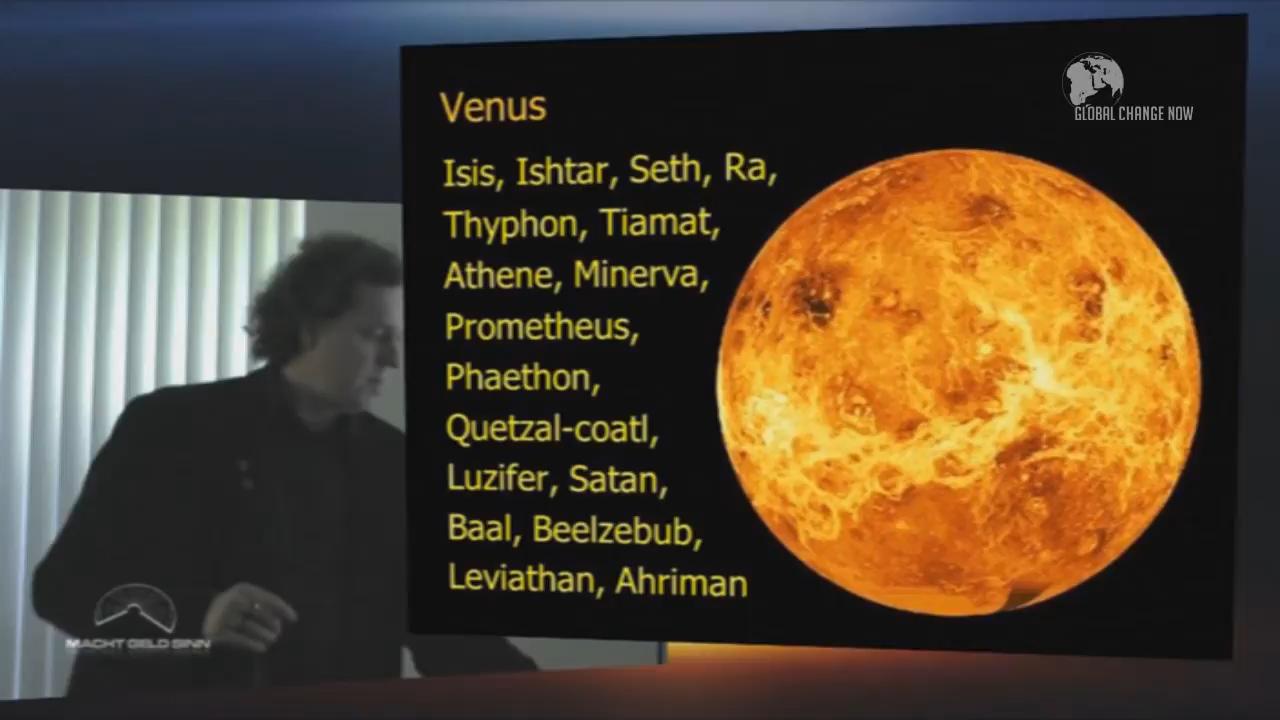 Venus
Isis, Ishtar, Seth, Ra,
Thyphon, Tiamat,
Athene, Minerva,
Prometheus,
Phaethon,
Quetzal-coatl,
Luzifer, Satan,
Baal, Beelzebub,
Leviathan, Ahriman
GLOBAL CHANGE NOW
MACHT GELD SINN